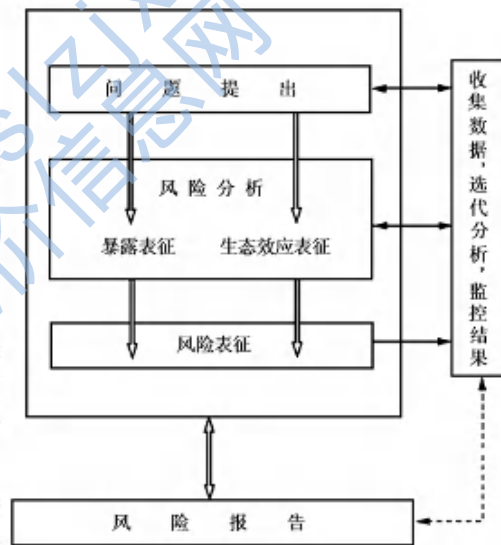 问题提出
风险分析
暴露表征 生态效应表征
风险表征
收集数据，迭代分析，监控结果
风险报告